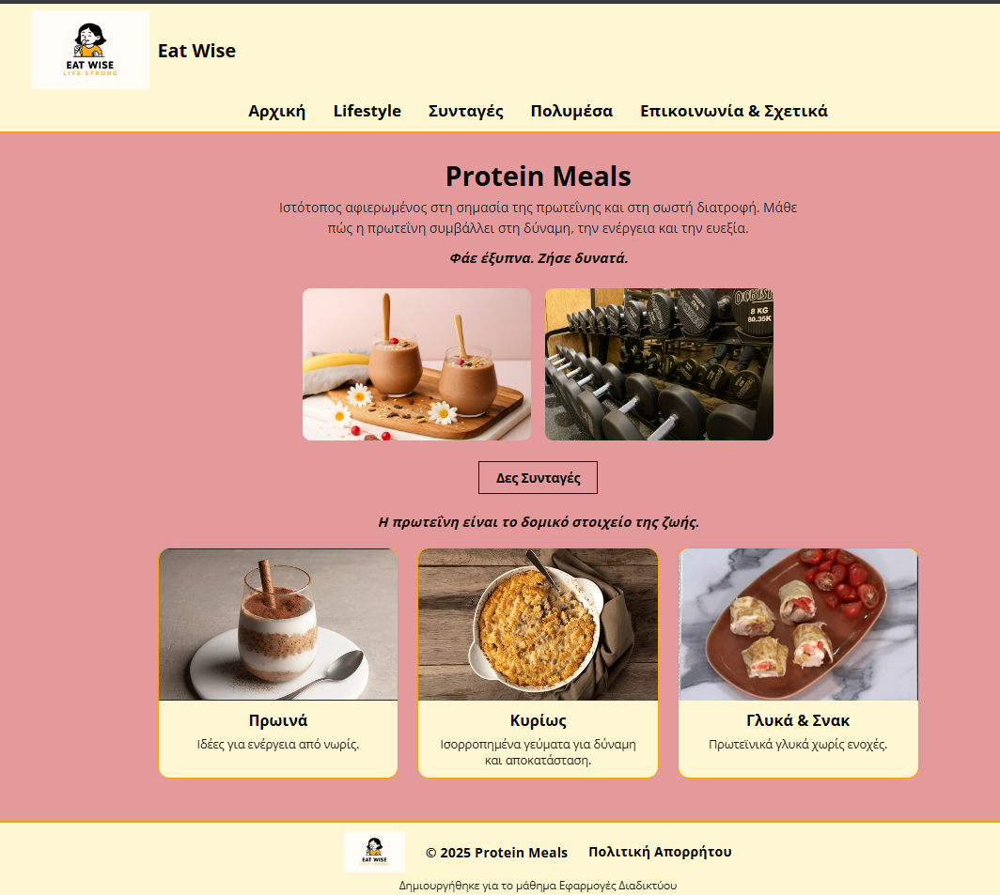 EAT WISE
LIVE STRONG
Eat Wise
Αρχική Lifestyle Συνταγές Πολυμέσα Επικοινωνία & Σχετικά
Protein Meals
Ιστότοπος αφιερωμένος στη σημασία της πρωτεΐνης και στη σωστή διατροφή. Μάθε
πώς η πρωτεΐνη συμβάλλει στη δύναμη, την ενέργεια και την ευεξία.
Φάε έξυπνα. Ζήσε δυνατά.
8 KG
Δες Συνταγές
Η πρωτεΐνη είναι το δομικό στοιχείο της ζωής.
Πρωινά
Ιδέες για ενέργεια από νωρίς.
Κυρίως
Ισορροπημένα γεύματα για δύναμη
και αποκατάσταση.
Γλυκά & Σνακ
Πρωτεϊνικά γλυκά χωρίς ενοχές.
EAT WISE
© 2025 Protein Meals Πολιτική Απορρήτου
Δημιουργήθηκε για το μάθημα Εφαρμογές Διαδικτύου